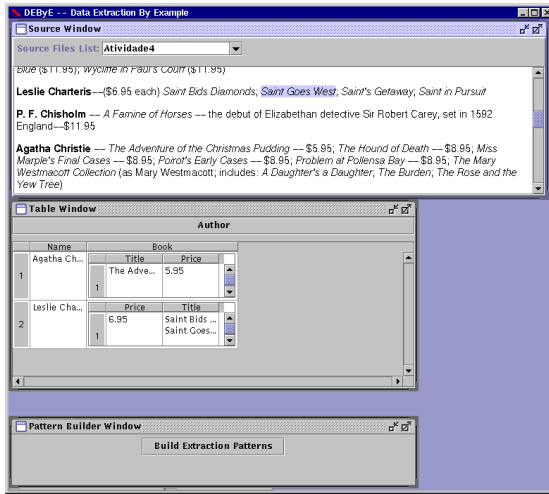 DEByE -- Data Extraction By Example
Source Window
Source Files List: Atividade4
Blue ($11.95); Wycliffe in Paul's Court ($11.95)
Leslie Charteris--($6.95 each) Saint Bids Diamonds; Saint Goes West; Saint's Getaway; Saint in Pursuit
P. F. Chisholm -- A Famine of Horses -- the debut of Elizabethan detective Sir Robert Carey, set in 1592
England--$11.95
Agatha Christie -- The Adventure of the Christmas Pudding -- $5.95; The Hound of Death -- $8.95; Miss
Marple's Final Cases -- $8.95; Poirot's Early Cases -- $8.95; Problem at Pollensa Bay -- $8.95; The Mary
Westmacott Collection (as Mary Westmacott; includes: A Daughter's a Daughter; The Burden; The Rose and the
Yew Tree)
Table Window
Author
Name Book
Title Price
1 Agatha Ch... 1 The Adve... 5.95
Price Title
2 Leslie Cha... 1 6.95 Saint Bids ...
Saint Goes...
Pattern Builder Window
Build Extraction Patterns